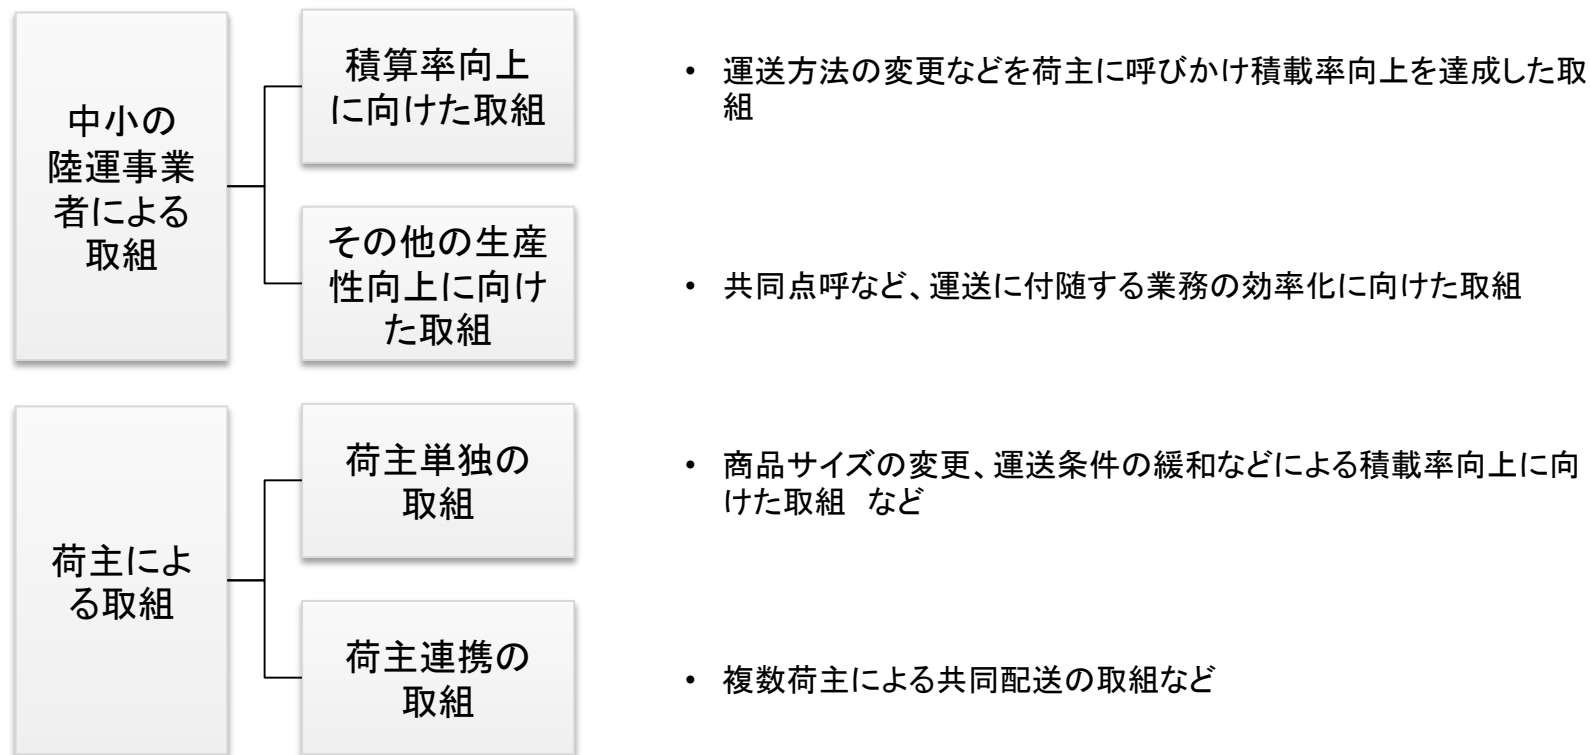 中小の
陸運事業
者による
取組
積算率向上
に向けた取組
• 運送方法の変更などを荷主に呼びかけ積載率向上を達成した取
組
その他の生産
性向上に向け
た取組
• 共同点呼など、運送に付随する業務の効率化に向けた取組
荷主によ
る取組
荷主単独の
取組
• 商品サイズの変更、運送条件の緩和などによる積載率向上に向
けた取組　など
荷主連携の
取組
• 複数荷主による共同配送の取組など